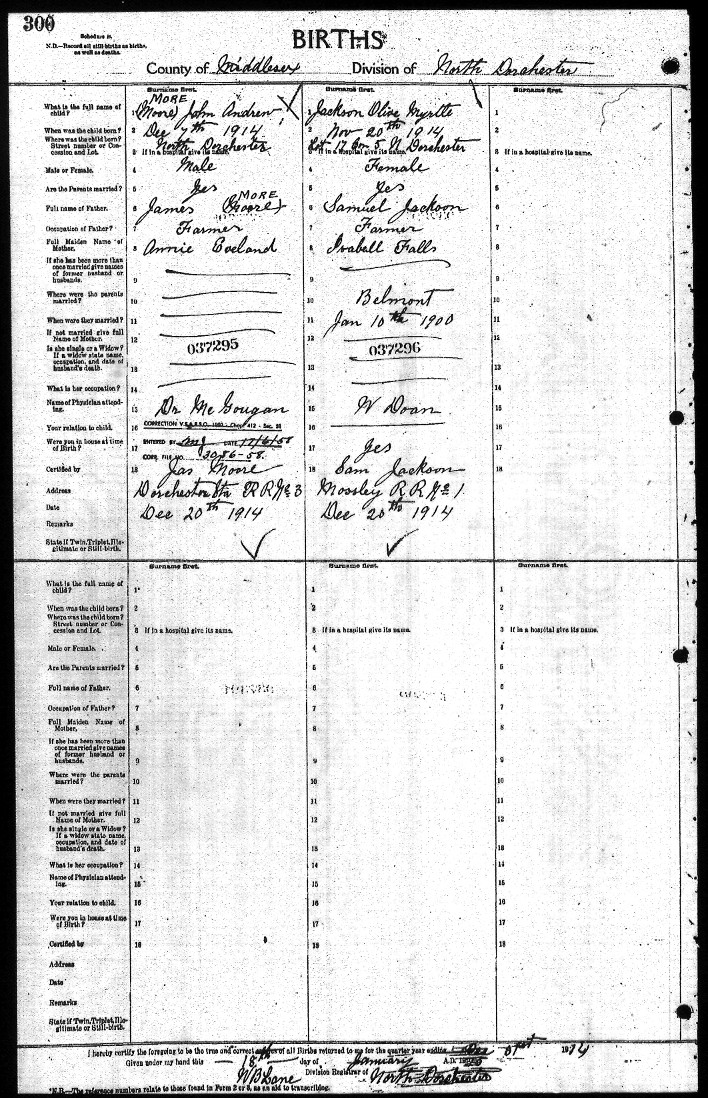 300
Schedule B.
N.B.—Record all still births as births, as well as deaths.
BIRTHS
County of Middlesex Division of North Dorchester
Surname first. Surname first. Surname first.
What is the full name of child? MORE (Moore) John Andrew Jackson Olive Myrtle 1
When was the child born? 2 Dec 4th 1914 2 Nov 20th 1914 2
Where was the child born? Street number or Concession and Lot. 3 If in a hospital give its name. North Dorchester 3 If in a hospital give its name. Lot 17 Con 5 N Dorchester 3 If in a hospital give its name.
Male or Female. 4 Male 4 Female 4
Are the Parents married? 5 Yes 5 Yes 5
Full name of Father. 6 James (Moore) MORE 6 Samuel Jackson 6
Occupation of Father? 7 Farmer 7 Farmer 7
Full Maiden Name of Mother. 8 Annie 8 Isabell Falls 8
If she has been more than once married give names of former husband or husbands. 9 9 9
Where were the parents married? 10 10 Belmont 10
When were they married? 11 11 Jan 10th 1900 11
If not married give full Name of Mother. 12 12 12
Is she single or a Widow? If a widow state name, occupation, and date of husband's death. 13 037295 13 037296 13
What is her occupation? 14 14 14
Name of Physician attending. 15 Dr McGougan 15 W Doan 15
Your relation to child. 16 CORRECTION V.S.A. R.S.O. 1950 - Chap. 412 - Sec. 16 16
Were you in house at time of Birth? 17 ENTERED BY DATE 17/6/58 17 Yes 17
CORR. FILE NO. 3086-58.
Certified by 18 Jas Moore 18 Sam Jackson 18
Address Dorchester Sta R R No 3 Mossley R R No 1
Date Dec 20th 1914 Dec 20th 1914
Remarks
State if Twin, Triplet, Illegitimate or Still-birth.
Surname first. Surname first. Surname first.
What is the full name of child? 1 1 1
When was the child born? 2 2 2
Where was the child born? Street number or Concession and Lot. 3 If in a hospital give its name. 3 If in a hospital give its name. 3 If in a hospital give its name.
Male or Female. 4 4 4
Are the Parents married? 5 5 5
Full name of Father. 6 6 6
Occupation of Father? 7 7 7
Full Maiden Name of Mother. 8 8 8
If she has been more than once married give names of former husband or husbands. 9 9 9
Where were the parents married? 10 10 10
When were they married? 11 11 11
If not married give full Name of Mother. 12 12 12
Is she single or a Widow? If a widow state name, occupation, and date of husband's death. 13 13 13
What is her occupation? 14 14 14
Name of Physician attending. 15 15 15
Your relation to child. 16 16 16
Were you in house at time of Birth? 17 17 17
Certified by 18 18 18
Address
Date
Remarks
State if Twin, Triplet, Illegitimate or Still-birth.
I hereby certify the foregoing to be the true and correct of all Births returned to me for the quarter year ending Dec 31st 1914
Given under my hand this 18th day of January A.D. 19
W B Lane Division Registrar of North Dorchester
*N.B.—The reference numbers relate to those found in Form 2 or 8, as an aid to transcribing.